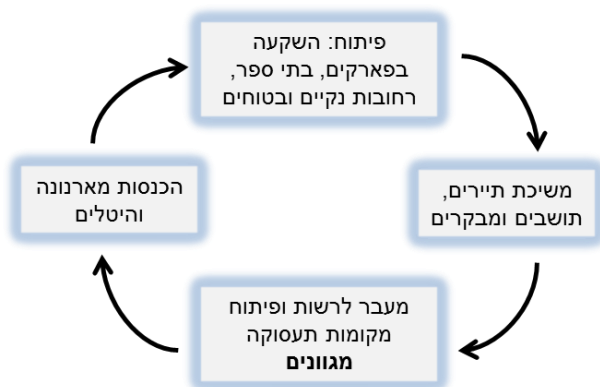 פיתוח: השקעה
בפארקים, בתי ספר,
רחובות נקיים ובטוחים
משיכת תיירים,
תושבים ומבקרים
מעבר לרשות ופיתוח
מקומות תעסוקה
מגוונים
הכנסות מארנונה
והיטלים